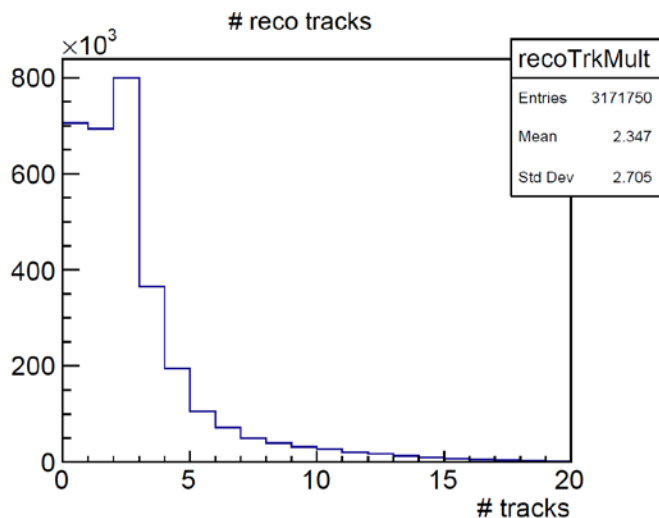 # reco tracks
×10³
recoTrkMult
Entries 3171750
Mean 2.347
Std Dev 2.705
800
600
400
200
0
0 5 10 15 20
# tracks